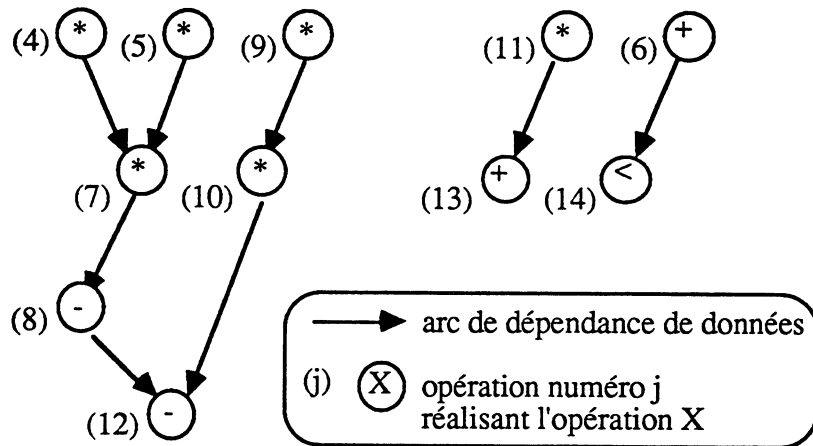 (4) * (5) * (9) * (11) * (6) +
(7) * (10) * (13) + (14) <
(8) -
(12) -
arc de dépendance de données
(j) X opération numéro j
réalisant l'opération X